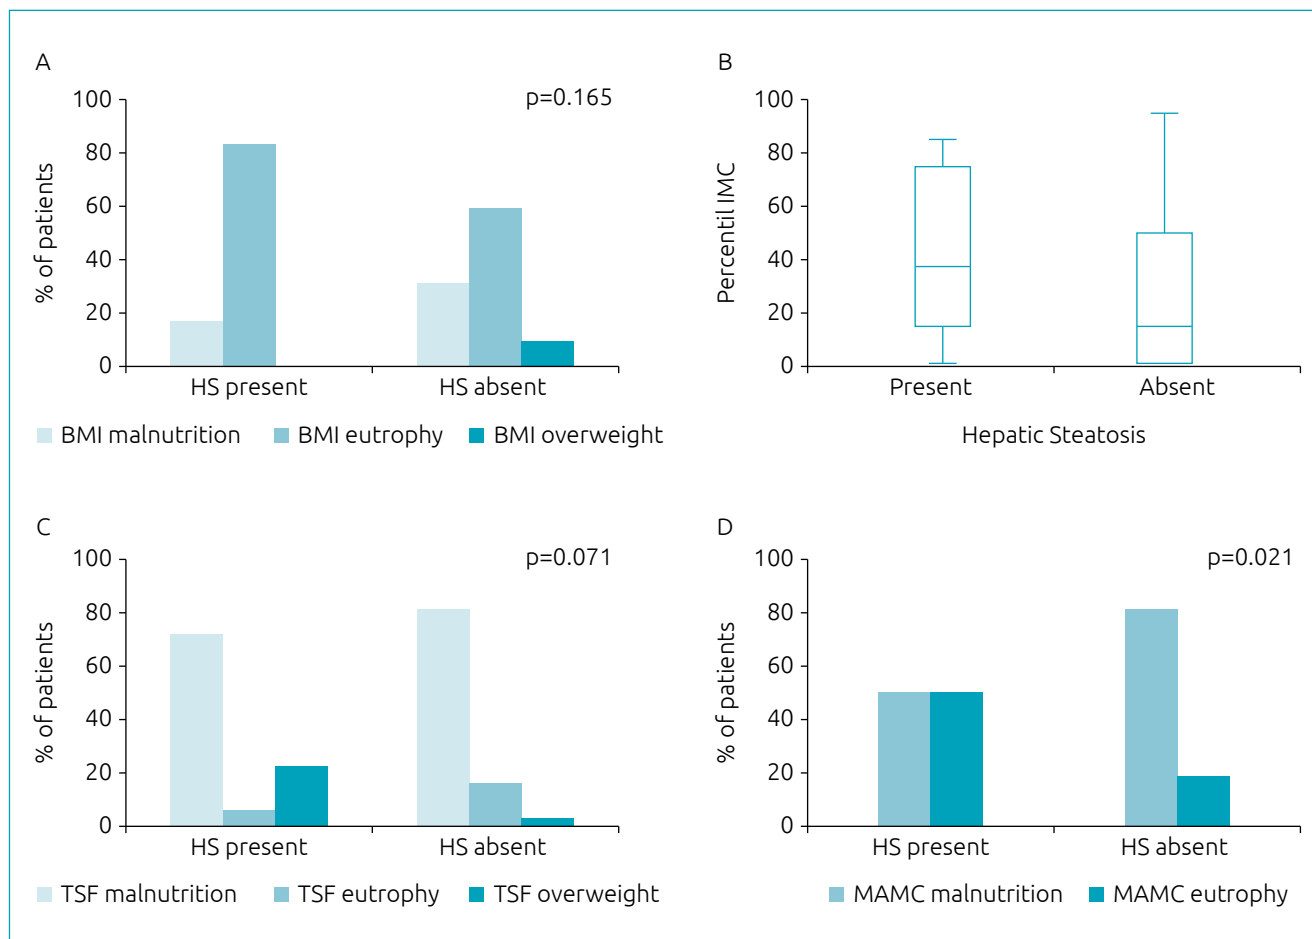 A
p=0.165
% of patients
100
80
60
40
20
0
HS present
HS absent
BMI malnutrition
BMI eutrophy
BMI overweight
B
Percentil IMC
100
80
60
40
20
0
Present
Absent
Hepatic Steatosis
C
p=0.071
% of patients
100
80
60
40
20
0
HS present
HS absent
TSF malnutrition
TSF eutrophy
TSF overweight
D
p=0.021
% of patients
100
80
60
40
20
0
HS present
HS absent
MAMC malnutrition
MAMC eutrophy